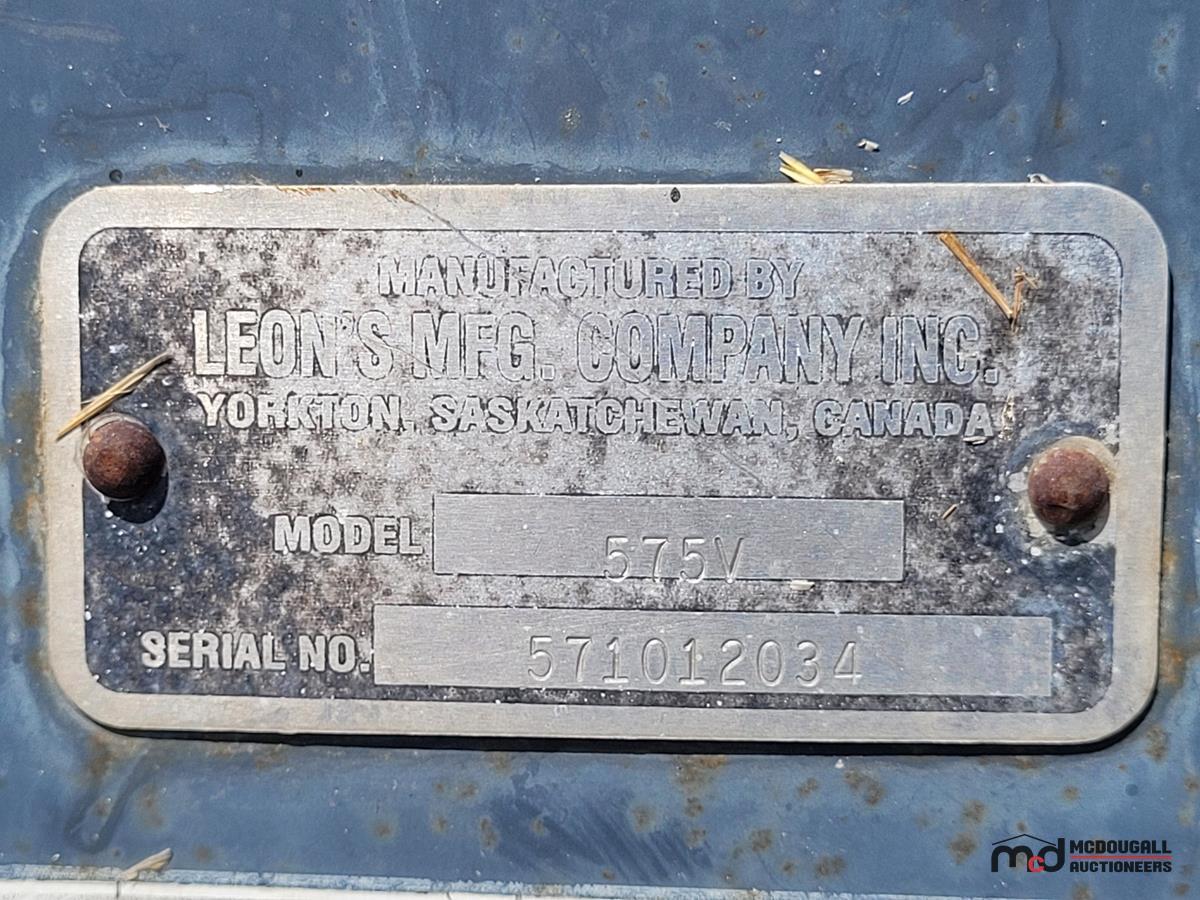 MANUFACTURED BY
LEON'S MFG. COMPANY INC.
YORKTON, SASKATCHEWAN, CANADA
MODEL 575V
SERIAL NO. 571012034
mcd MCDOUGALL
AUCTIONEERS